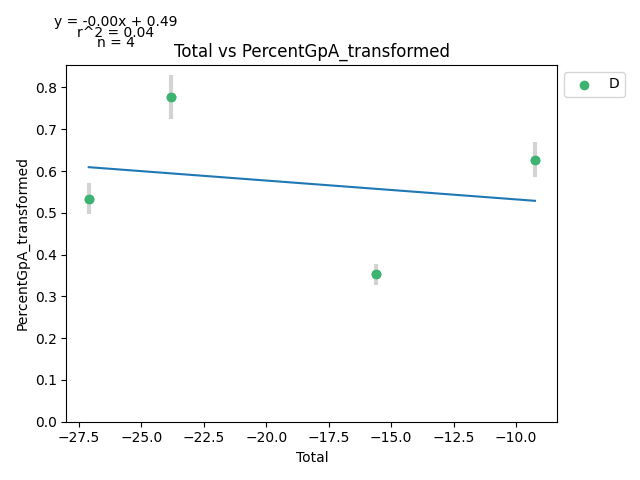 y = -0.00x + 0.49
r^2 = 0.04
n = 4
Total vs PercentGpA_transformed
D
PercentGpA_transformed
0.8
0.7
0.6
0.5
0.4
0.3
0.2
0.1
0.0
−27.5 −25.0 −22.5 −20.0 −17.5 −15.0 −12.5 −10.0
Total